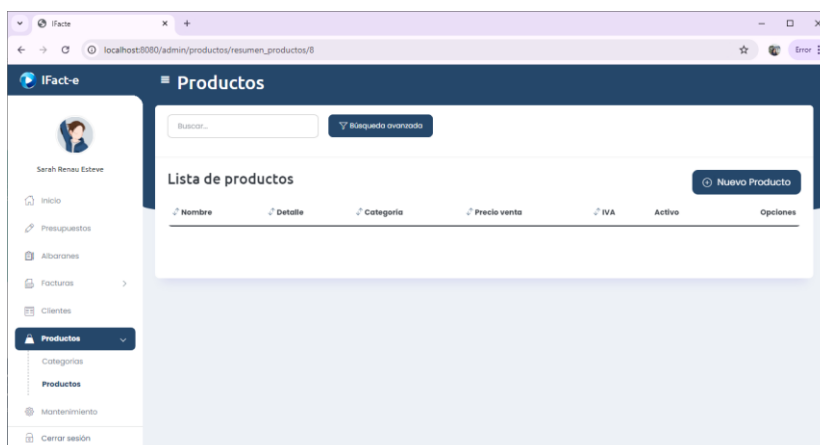 IFacte
localhost:8080/admin/productos/resumen_productos/8
Error
IFact-e
Productos
Sarah Renau Esteve
Inicio
Presupuestos
Albaranes
Facturas
Clientes
Productos
Categorias
Productos
Mantenimiento
Cerrar sesión
Buscar...
Búsqueda avanzada
Lista de productos
Nuevo Producto
Nombre Detalle Categoria Precio venta IVA Activo Opciones